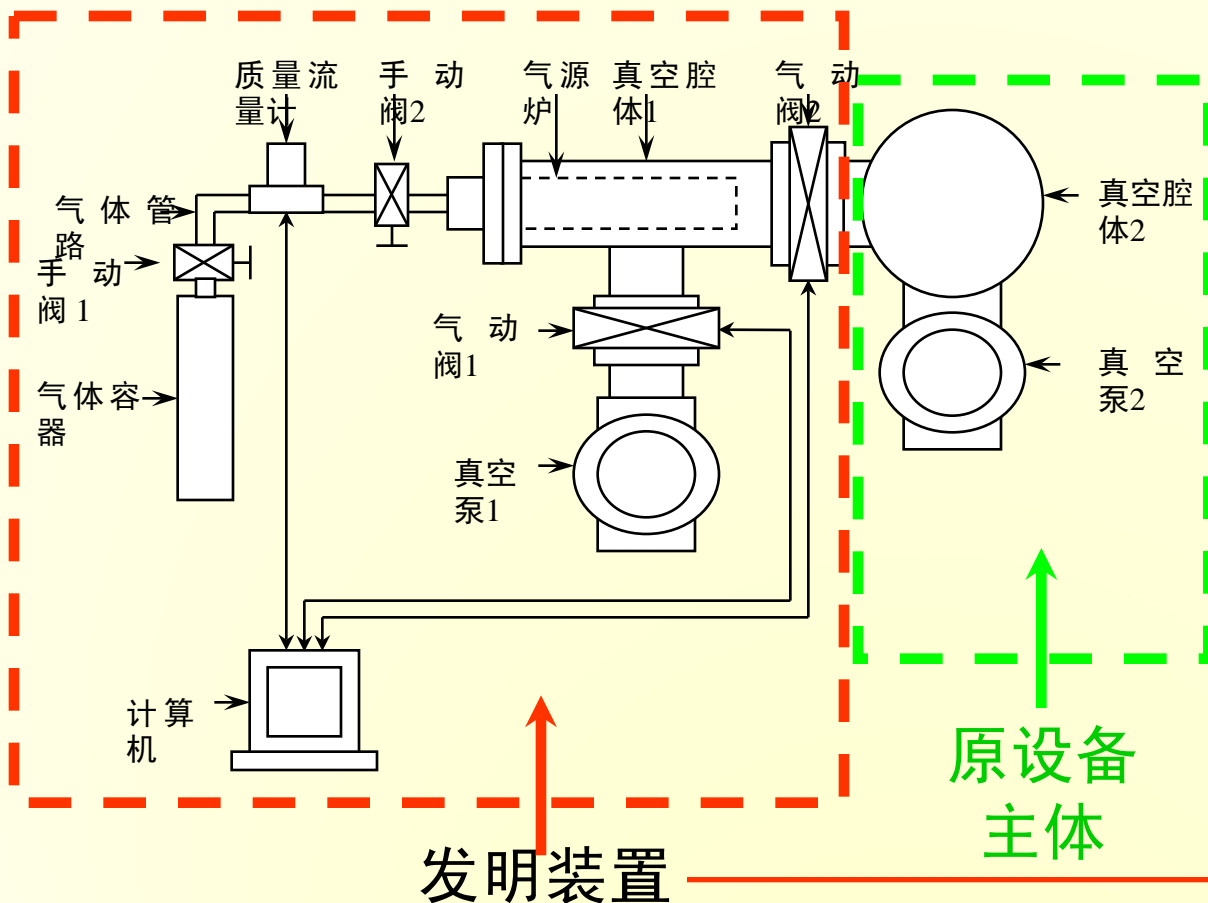 质量流
量计
手动
阀2
气源
炉
真空腔
体1
气动
阀2
气体管
路
手动
阀1
气体容
器
气动
阀1
真空
泵1
真空腔
体2
真空
泵2
计算
机
原设备
主体
发明装置